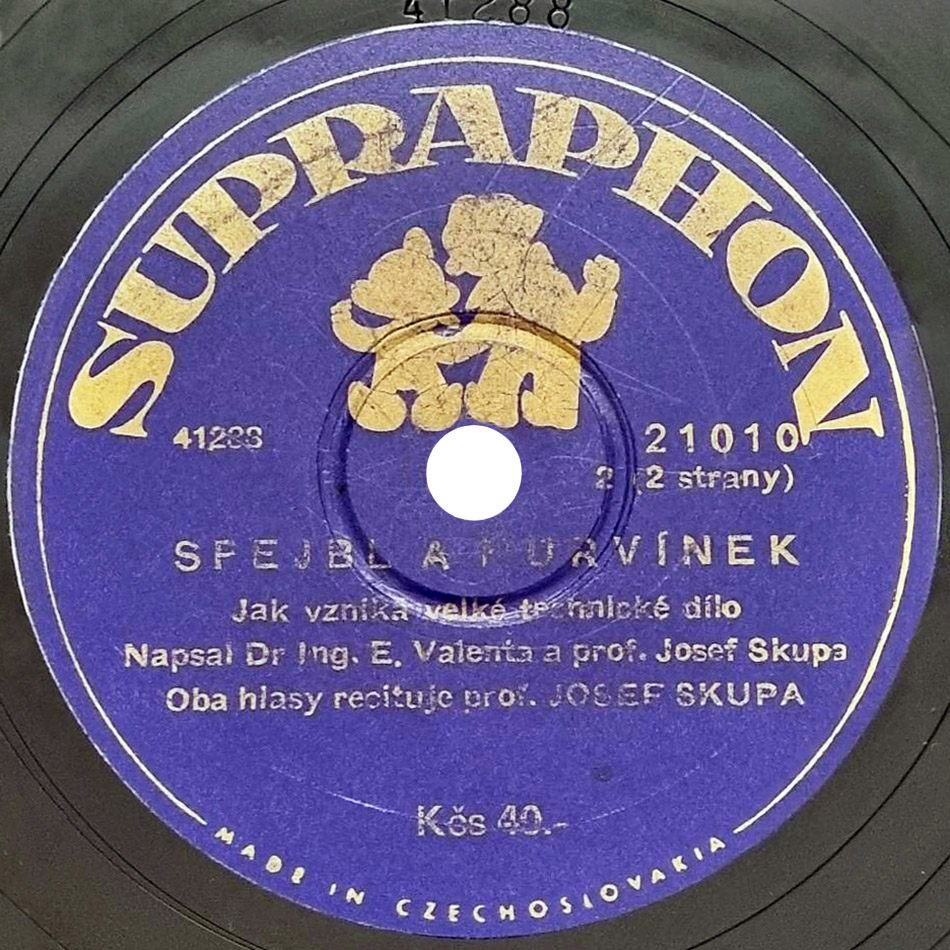 41288
SUPRAPHON
41288
21010
2 (2 strany)
SPEJBL A HURVÍNEK
Jak vzniká velké technické dílo
Napsal Dr Ing. E. Valenta a prof. Josef Skupa
Oba hlasy recituje prof. JOSEF SKUPA
Kčs 40.-
MADE IN CZECHOSLOVAKIA